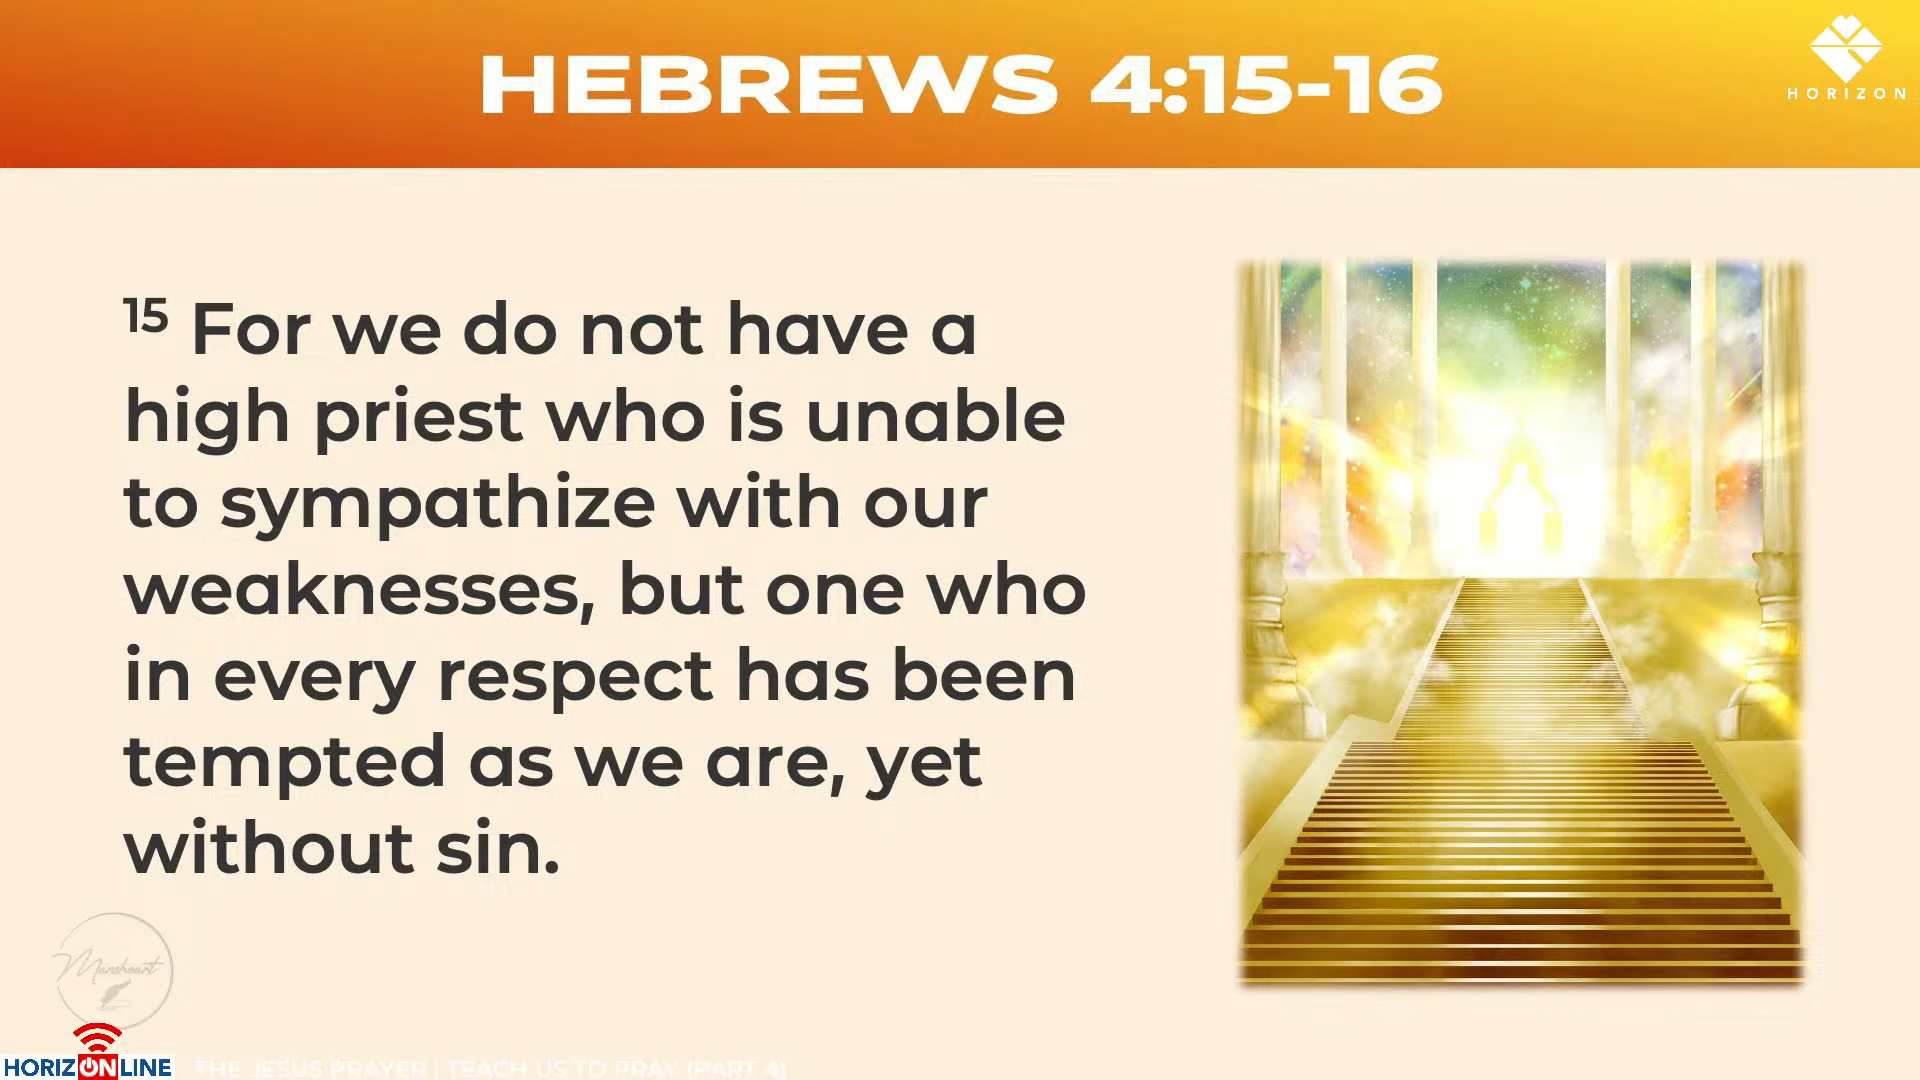 HEBREWS 4:15-16
HORIZON
15 For we do not have a
high priest who is unable
to sympathize with our
weaknesses, but one who
in every respect has been
tempted as we are, yet
without sin.
Manshoart
HORIZONLINE
THE JESUS PRAYER | TEACH US TO PRAY (PART 4)